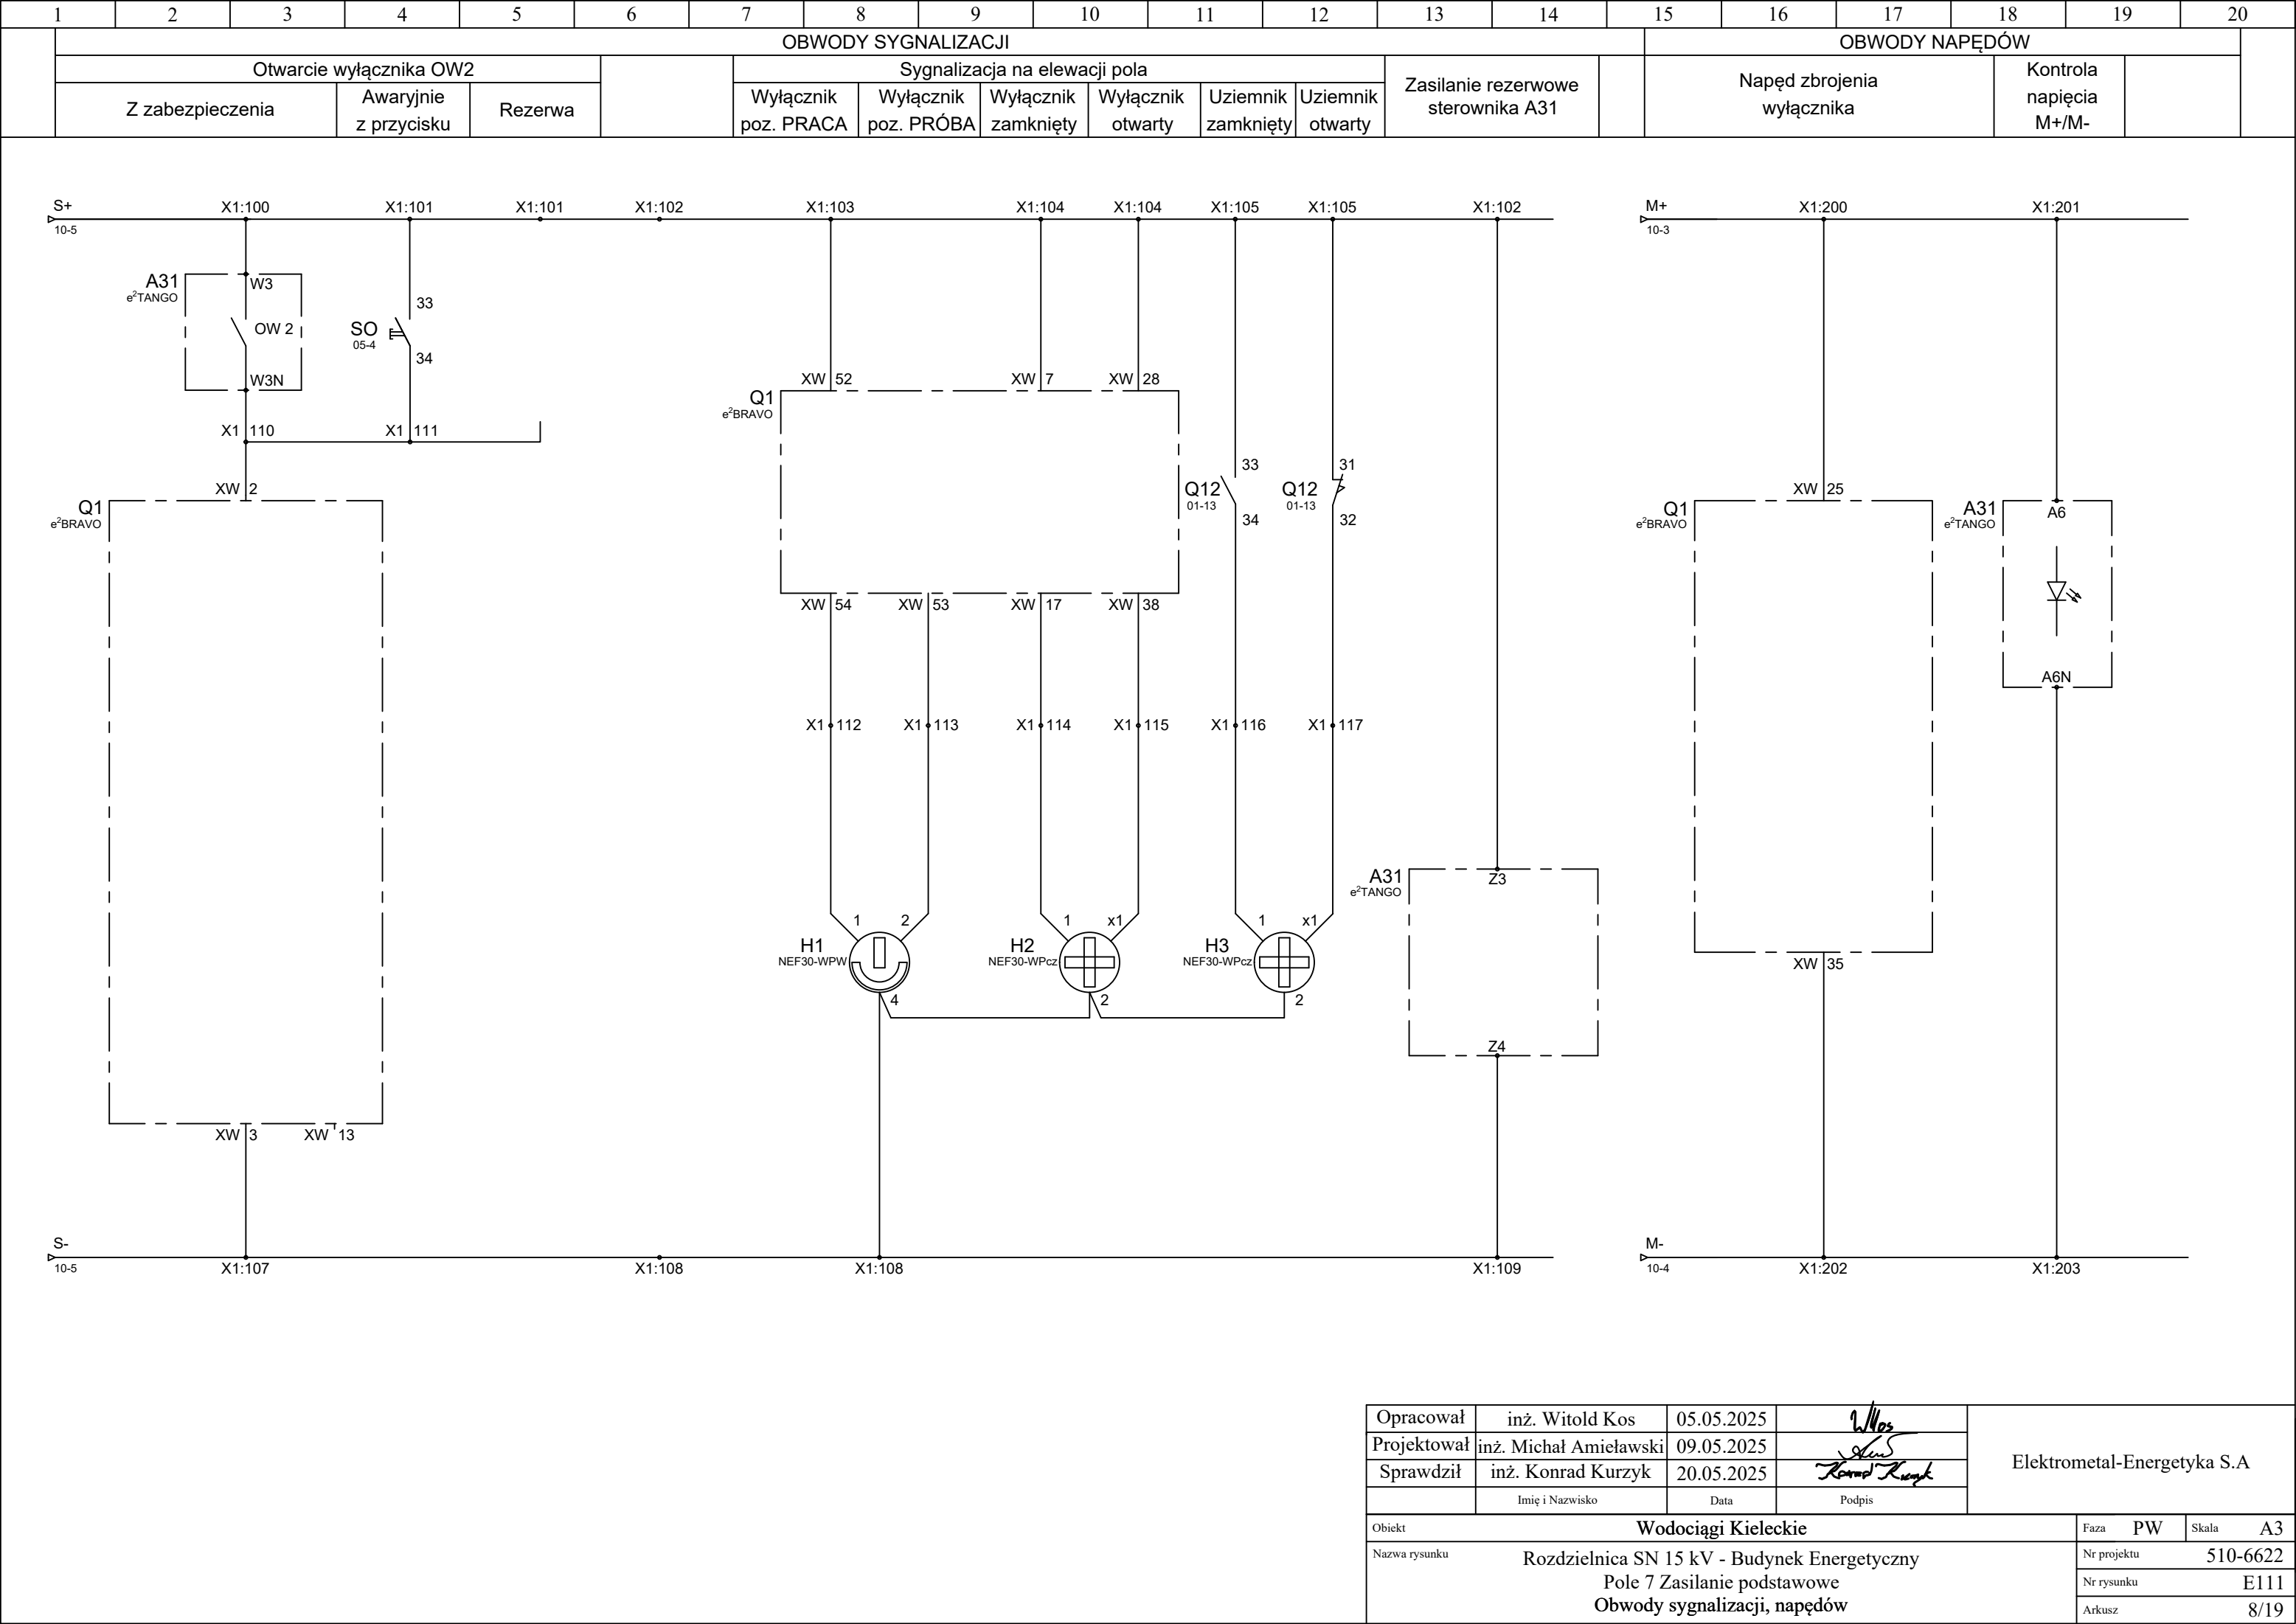 1 2 3 4 5 6 7 8 9 10 11 12 13 14 15 16 17 18 19 20
OBWODY SYGNALIZACJI
OBWODY NAPĘDÓW
Otwarcie wyłącznika OW2
Z zabezpieczenia
Awaryjnie
z przycisku
Rezerwa
Sygnalizacja na elewacji pola
Wyłącznik
poz. PRACA
Wyłącznik
poz. PRÓBA
Wyłącznik
zamknięty
Wyłącznik
otwarty
Uziemnik
zamknięty
Uziemnik
otwarty
Zasilanie rezerwowe
sterownika A31
Napęd zbrojenia
wyłącznika
Kontrola
napięcia
M+/M-
S+ X1:100 X1:101 X1:101 X1:102 X1:103 X1:104 X1:104 X1:105 X1:105 X1:102 M+ X1:200 X1:201
10-5 10-3
A31
e²TANGO
W3
OW 2
W3N
SO
05-4
33
34
X1 110 X1 111
Q1
e²BRAVO
XW 2
XW 3 XW 13
Q1
e²BRAVO
XW 52 XW 7 XW 28
XW 54 XW 53 XW 17 XW 38
Q12
01-13
33
34
Q12
01-13
31
32
X1 112 X1 113 X1 114 X1 115 X1 116 X1 117
1 2 1 x1 1 x1
H1
NEF30-WPW
4
H2
NEF30-WPcz
2
H3
NEF30-WPcz
2
A31
e²TANGO
Z3
Z4
Q1
e²BRAVO
XW 25
XW 35
A31
e²TANGO
A6
A6N
S- M-
10-5 X1:107 X1:108 X1:108 X1:109 10-4 X1:202 X1:203
Opracował inż. Witold Kos 05.05.2025
Projektował inż. Michał Amieławski 09.05.2025
Sprawdził inż. Konrad Kurzyk 20.05.2025 Konrad Kurzyk
Imię i Nazwisko Data Podpis
Elektrometal-Energetyka S.A
Obiekt Wodociągi Kieleckie
Faza PW Skala A3
Nazwa rysunku
Rozdzielnica SN 15 kV - Budynek Energetyczny
Pole 7 Zasilanie podstawowe
Obwody sygnalizacji, napędów
Nr projektu 510-6622
Nr rysunku E111
Arkusz 8/19